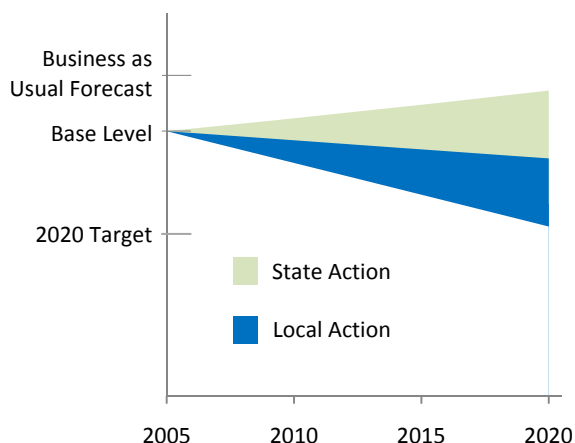 Business as
Usual Forecast
Base Level
2020 Target
State Action
Local Action
2005
2010
2015
2020